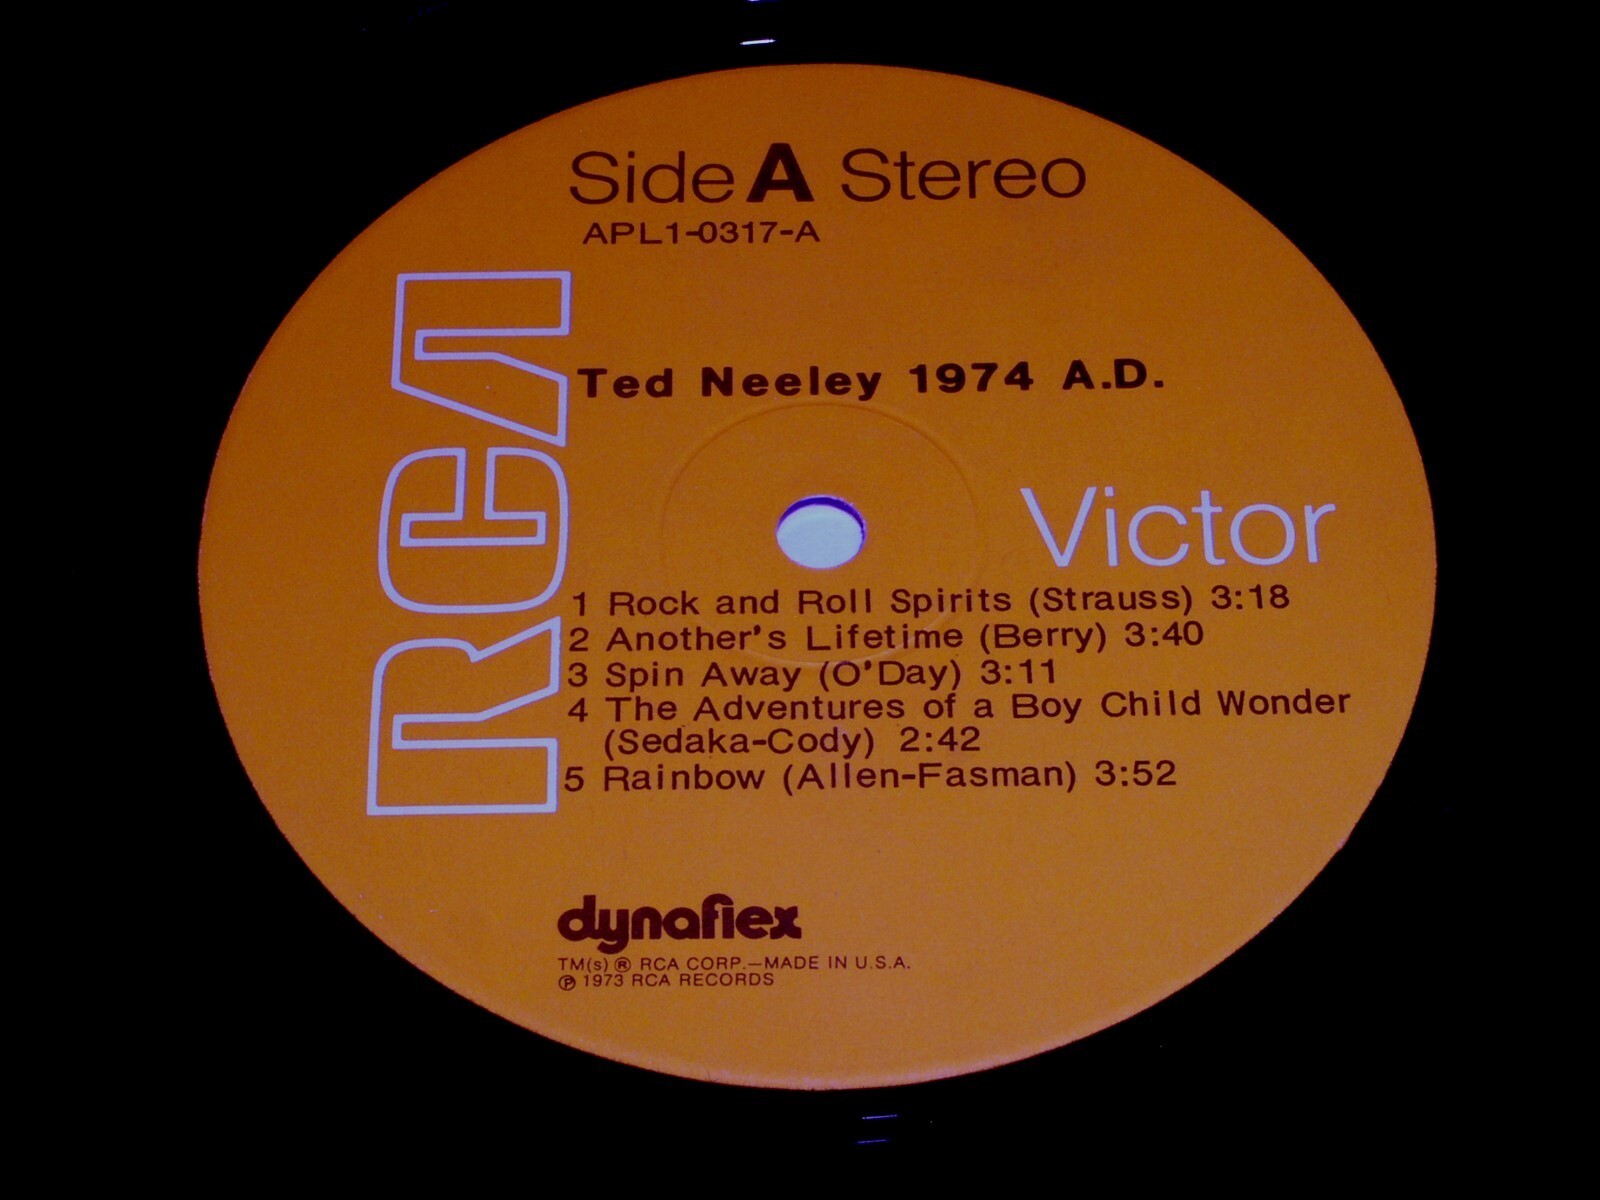 Side A Stereo
APL1-0317-A
RCA
Ted Neeley 1974 A.D.
Victor
1 Rock and Roll Spirits (Strauss) 3:18
2 Another's Lifetime (Berry) 3:40
3 Spin Away (O'Day) 3:11
4 The Adventures of a Boy Child Wonder
(Sedaka-Cody) 2:42
5 Rainbow (Allen-Fasman) 3:52
dynaflex
TM(s) ® RCA CORP.—MADE IN U.S.A.
℗ 1973 RCA RECORDS